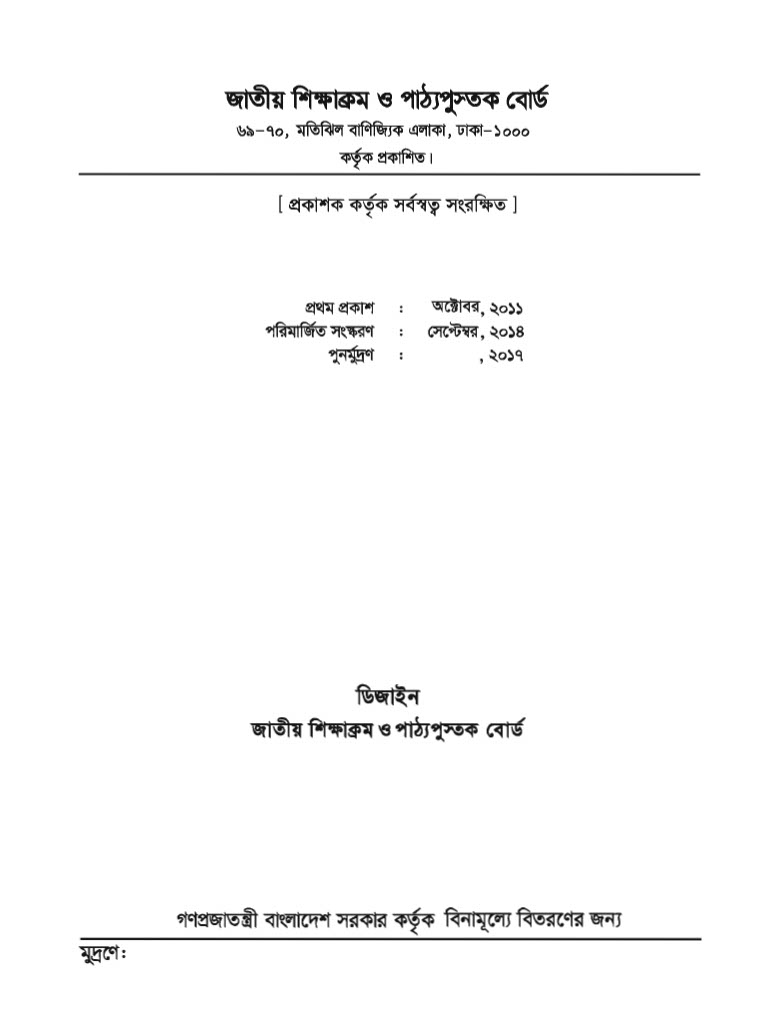 জাতীয় শিক্ষাক্রম ও পাঠ্যপুস্তক বোর্ড
৬৯-৭০, মতিঝিল বাণিজ্যিক এলাকা, ঢাকা-১০০০
কর্তৃক প্রকাশিত।
[ প্রকাশক কর্তৃক সর্বস্বত্ব সংরক্ষিত ]
প্রথম প্রকাশ : অক্টোবর, ২০১১
পরিমার্জিত সংস্করণ : সেপ্টেম্বর, ২০১৪
পুনর্মুদ্রণ : , ২০১৭
ডিজাইন
জাতীয় শিক্ষাক্রম ও পাঠ্যপুস্তক বোর্ড
গণপ্রজাতন্ত্রী বাংলাদেশ সরকার কর্তৃক বিনামূল্যে বিতরণের জন্য
মুদ্রণে: